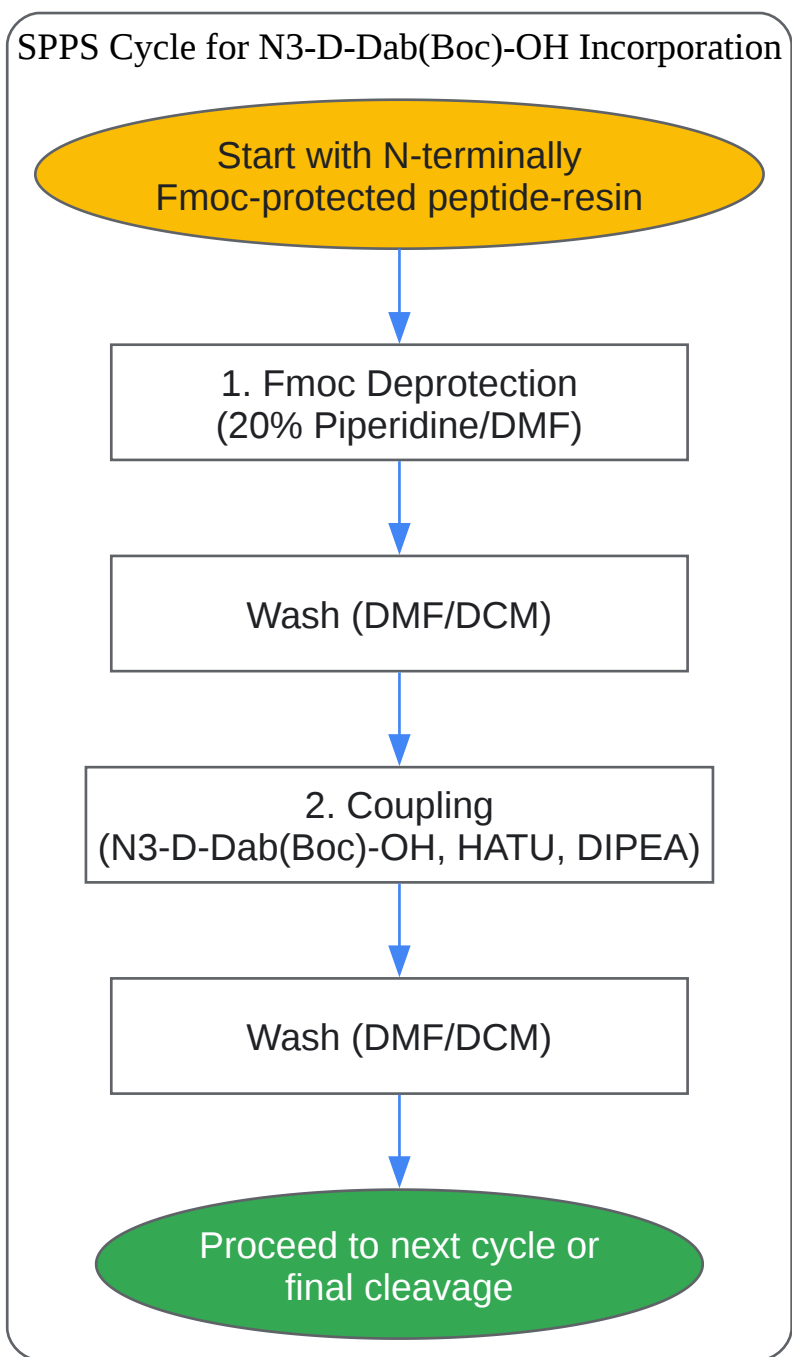 SPPS Cycle for N3-D-Dab(Boc)-OH Incorporation
Start with N-terminally
Fmoc-protected peptide-resin
1. Fmoc Deprotection
(20% Piperidine/DMF)
Wash (DMF/DCM)
2. Coupling
(N3-D-Dab(Boc)-OH, HATU, DIPEA)
Wash (DMF/DCM)
Proceed to next cycle or
final cleavage